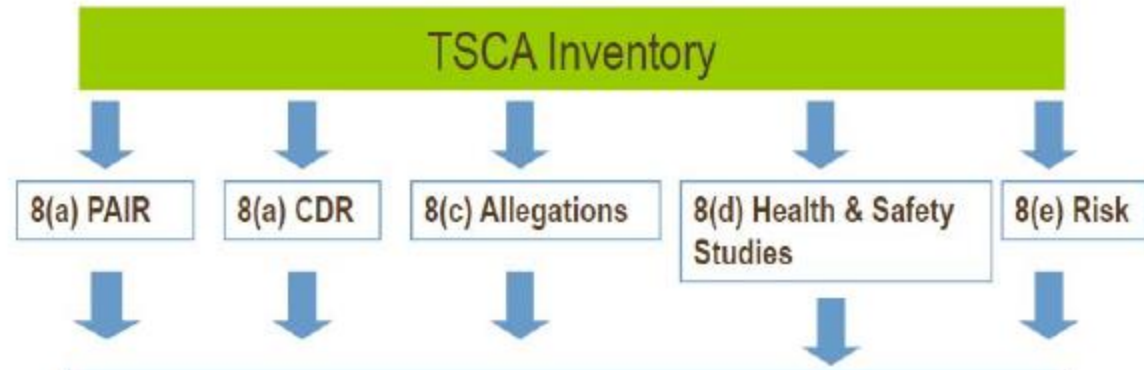 TSCA Inventory
8(a) PAIR
8(a) CDR
8(c) Allegations
8(d) Health & Safety
Studies
8(e) Risk